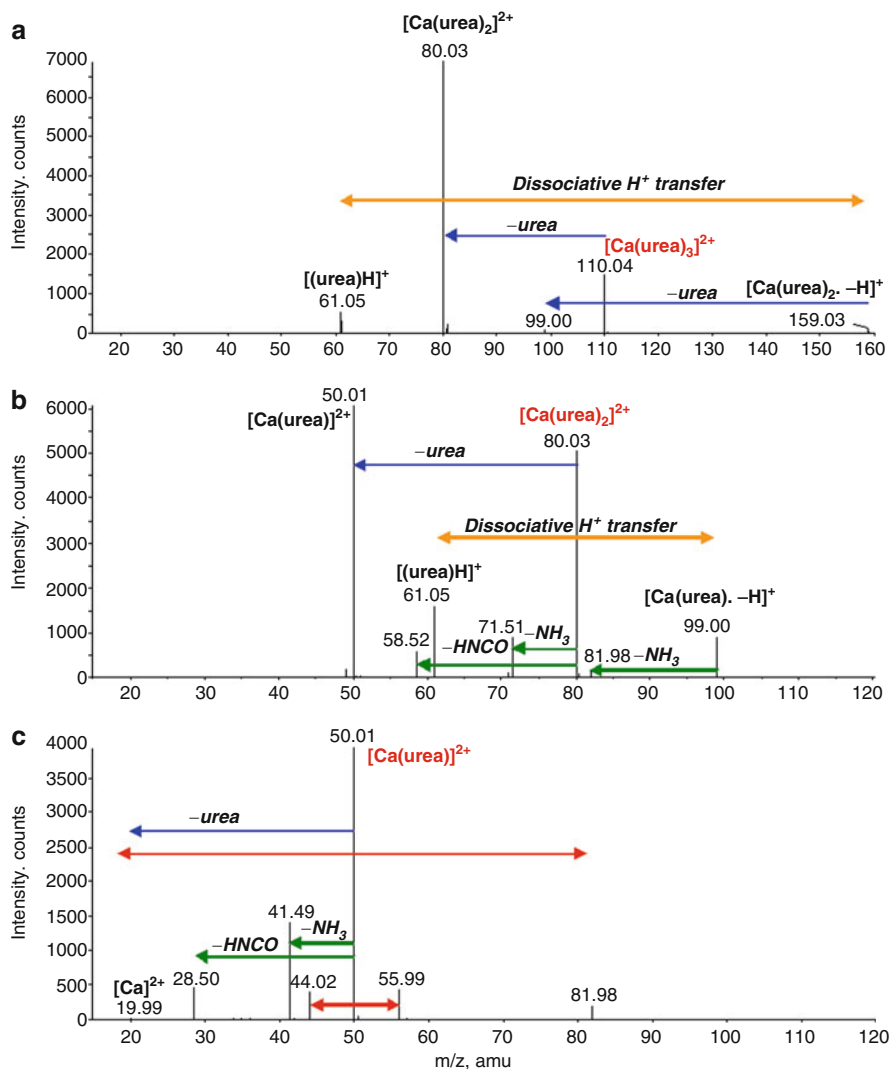 a
[Ca(urea)2]2+
80.03
7000
6000
5000
4000
3000
2000
1000
0
Intensity. counts
Dissociative H+ transfer
–urea
[Ca(urea)3]2+
110.04
[(urea)H]+
61.05
–urea
[Ca(urea)2. –H]+
99.00
159.03
20 30 40 50 60 70 80 90 100 110 120 130 140 150 160
b
50.01
[Ca(urea)]2+
[Ca(urea)2]2+
80.03
6000
5000
4000
3000
2000
1000
0
Intensity. counts
–urea
Dissociative H+ transfer
[(urea)H]+
61.05
[Ca(urea). –H]+
99.00
58.52
–HNCO
71.51
–NH3
81.98
–NH3
20 30 40 50 60 70 80 90 100 110 120
c
50.01
[Ca(urea)]2+
4000
3500
3000
2500
2000
1500
1000
500
0
Intensity. counts
–urea
41.49
–NH3
–HNCO
[Ca]2+
19.99
28.50
44.02
55.99
81.98
20 30 40 50 60 70 80 90 100 110 120
m/z, amu